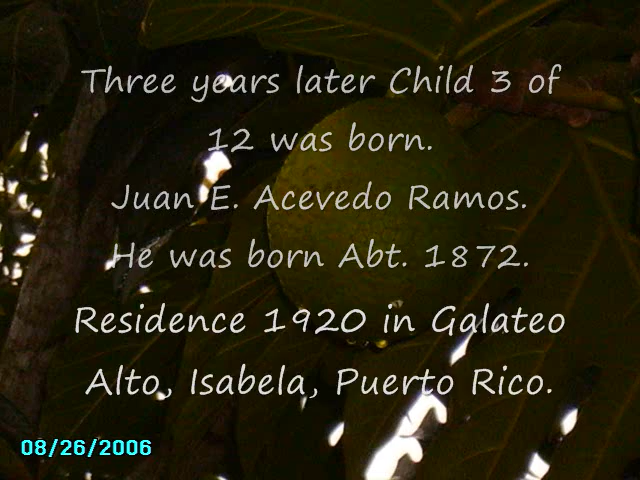 Three years later Child 3 of
12 was born.
Juan E. Acevedo Ramos.
He was born Abt. 1872.
Residence 1920 in Galateo
Alto, Isabela, Puerto Rico.
08/26/2006